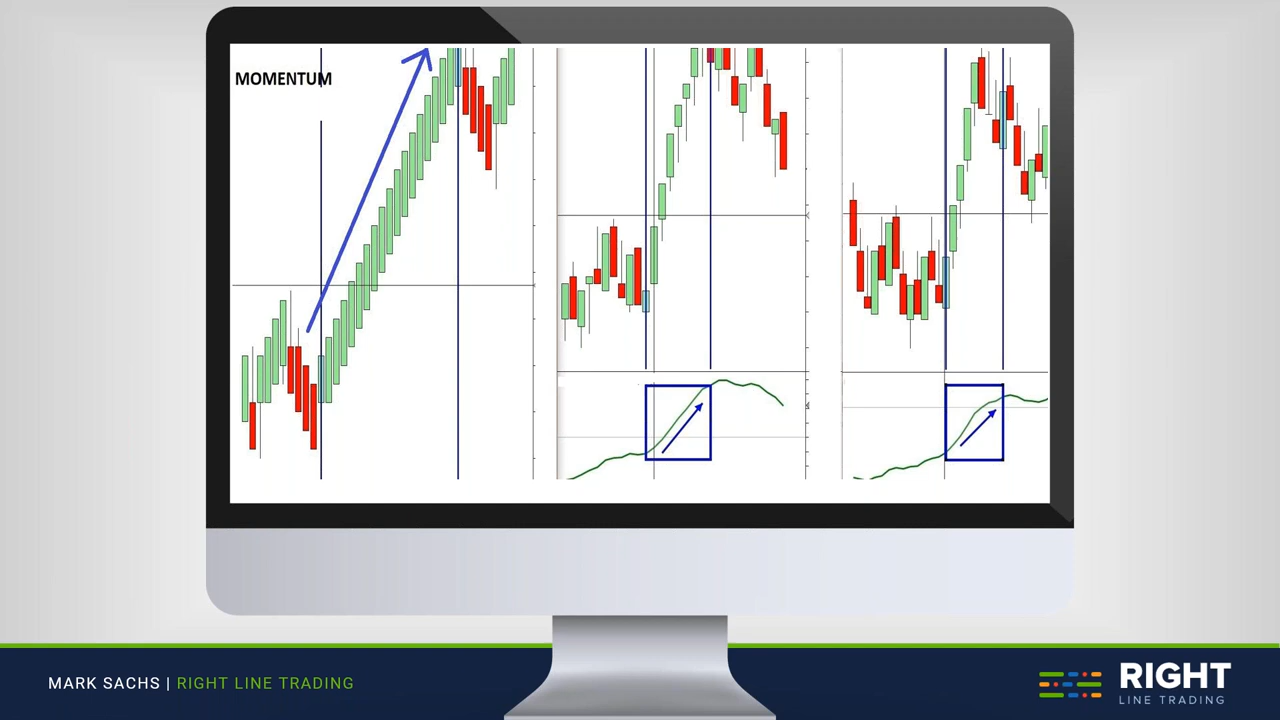 MOMENTUM
MARK SACHS | RIGHT LINE TRADING
RIGHT
LINE TRADING